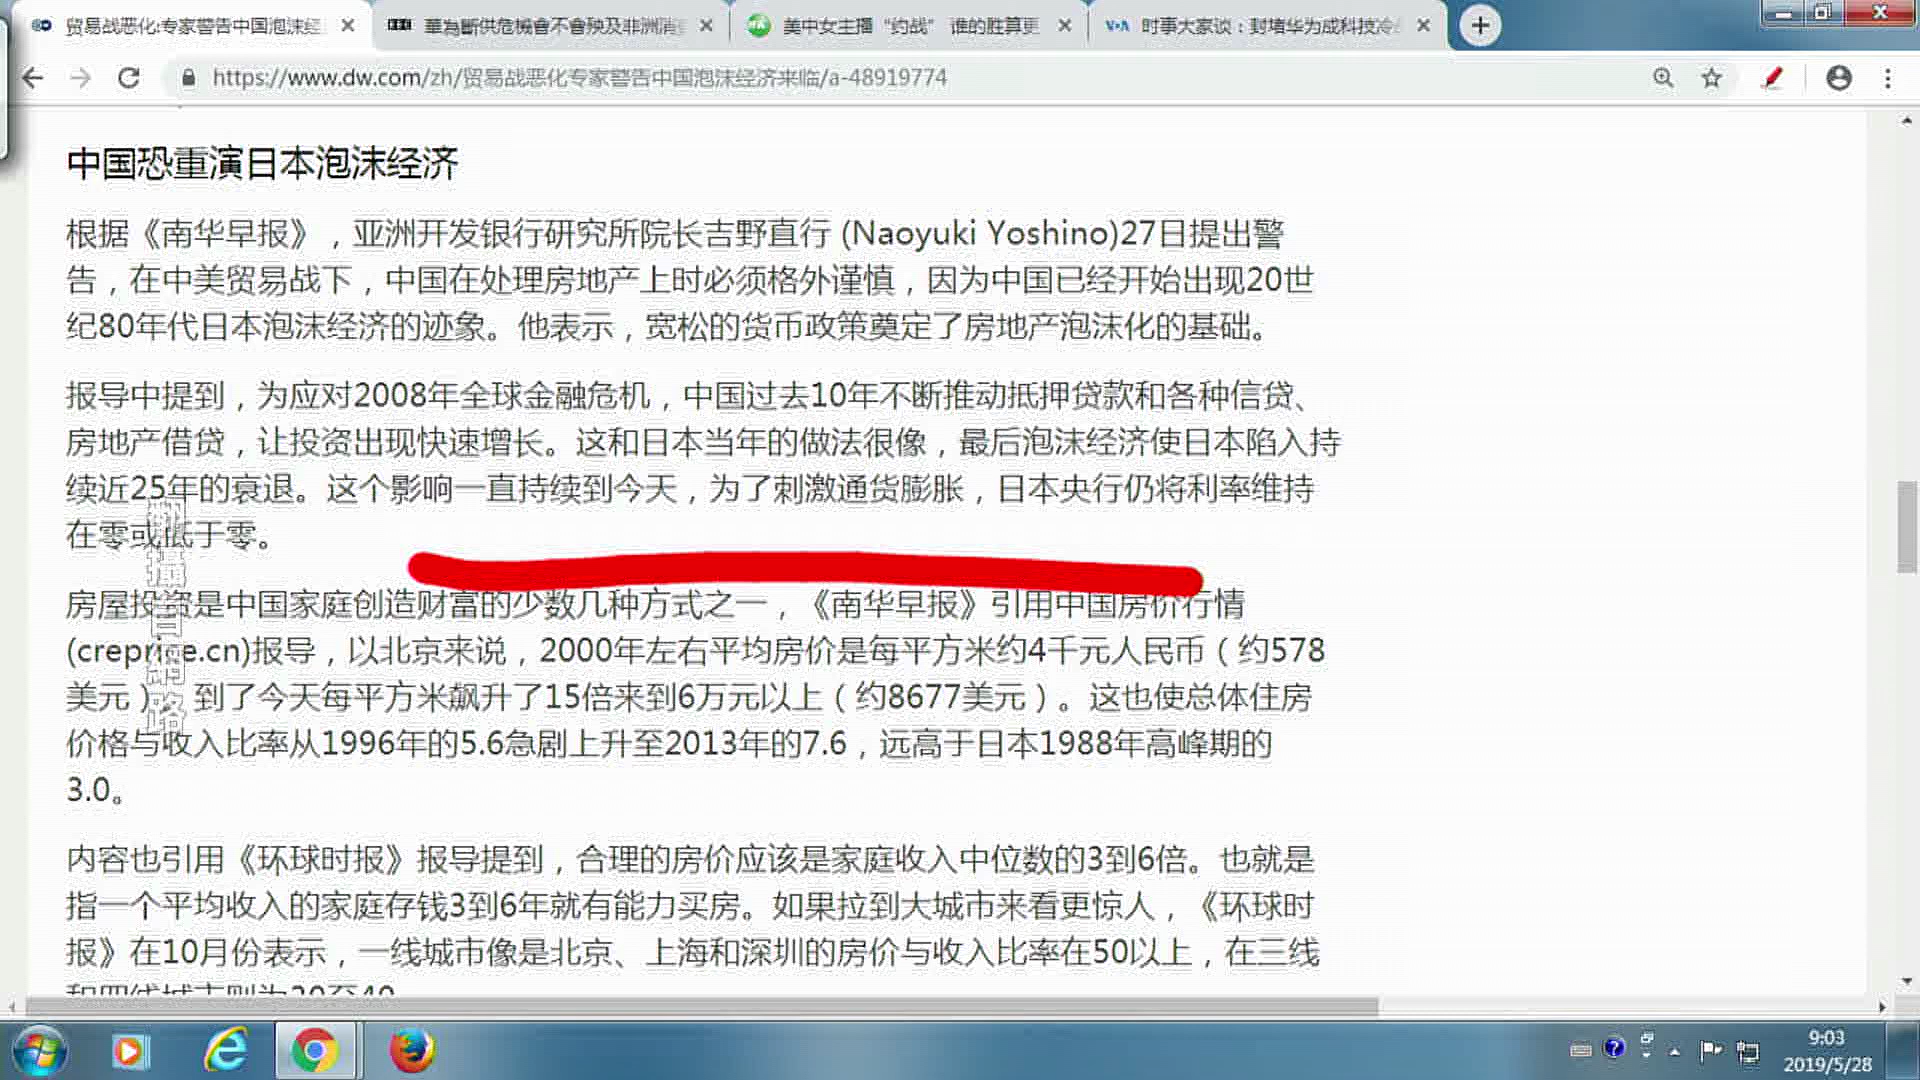 贸易战恶化:专家警告中国泡沫经
華為斷供危機會不會殃及非洲消費
美中女主播“约战” 谁的胜算更
时事大家谈：封堵华为成科技冷
https://www.dw.com/zh/贸易战恶化专家警告中国泡沫经济来临/a-48919774
中国恐重演日本泡沫经济
根据《南华早报》，亚洲开发银行研究所院长吉野直行 (Naoyuki Yoshino)27日提出警
告，在中美贸易战下，中国在处理房地产上时必须格外谨慎，因为中国已经开始出现20世
纪80年代日本泡沫经济的迹象。他表示，宽松的货币政策奠定了房地产泡沫化的基础。
报导中提到，为应对2008年全球金融危机，中国过去10年不断推动抵押贷款和各种信贷、
房地产借贷，让投资出现快速增长。这和日本当年的做法很像，最后泡沫经济使日本陷入持
续近25年的衰退。这个影响一直持续到今天，为了刺激通货膨胀，日本央行仍将利率维持
在零或低于零。
房屋投资是中国家庭创造财富的少数几种方式之一，《南华早报》引用中国房价行情
(creprice.cn)报导，以北京来说，2000年左右平均房价是每平方米约4千元人民币（约578
美元），到了今天每平方米飙升了15倍来到6万元以上（约8677美元）。这也使总体住房
价格与收入比率从1996年的5.6急剧上升至2013年的7.6，远高于日本1988年高峰期的
3.0。
内容也引用《环球时报》报导提到，合理的房价应该是家庭收入中位数的3到6倍。也就是
指一个平均收入的家庭存钱3到6年就有能力买房。如果拉到大城市来看更惊人，《环球时
报》在10月份表示，一线城市像是北京、上海和深圳的房价与收入比率在50以上，在三线
和四线城市则为30至40
翻攝自網路
9:03
2019/5/28